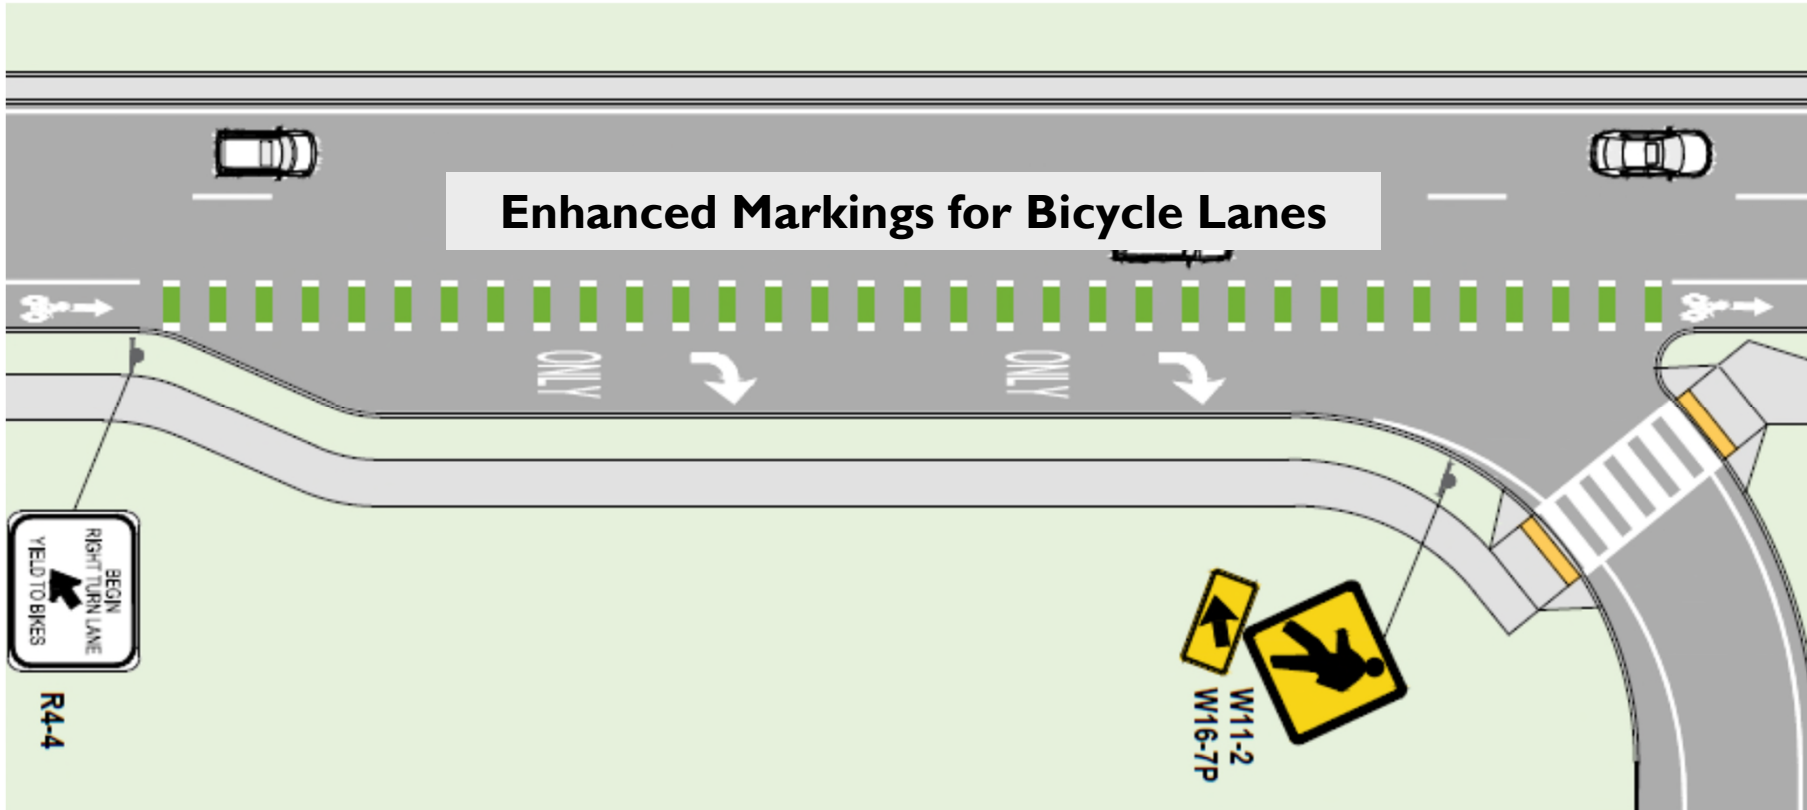 Enhanced Markings for Bicycle Lanes
ONLY
ONLY
BEGIN
RIGHT TURN LANE
YIELD TO BIKES
R4-4
W11-2
W16-7P